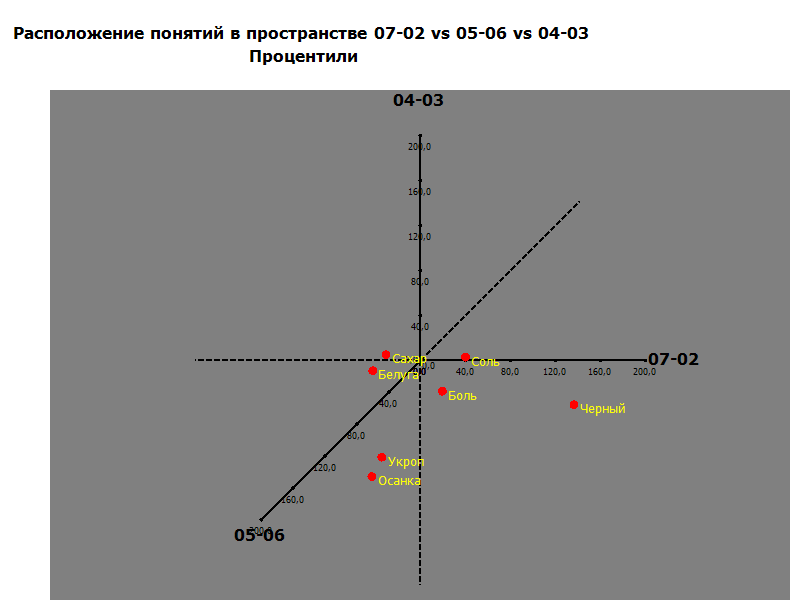 Расположение понятий в пространстве 07-02 vs 05-06 vs 04-03
Процентили
04-03
200,0
160,0
120,0
80,0
40,0
Сахар
Соль
07-02
Белуга
40,0 80,0 120,0 160,0 200,0
Боль
40,0
Черный
80,0
Укроп
120,0
Осанка
160,0
200,0
05-06